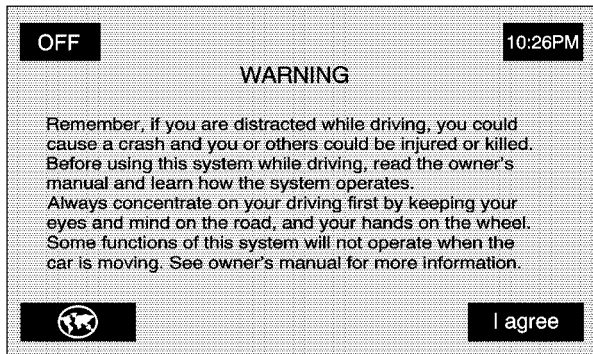 OFF
10:26PM
WARNING
Remember, if you are distracted while driving, you could
cause a crash and you or others could be injured or killed.
Before using this system while driving, read the owner's
manual and learn how the system operates.
Always concentrate on your driving first by keeping your
eyes and mind on the road, and your hands on the wheel.
Some functions of this system will not operate when the
car is moving. See owner's manual for more information.
I agree